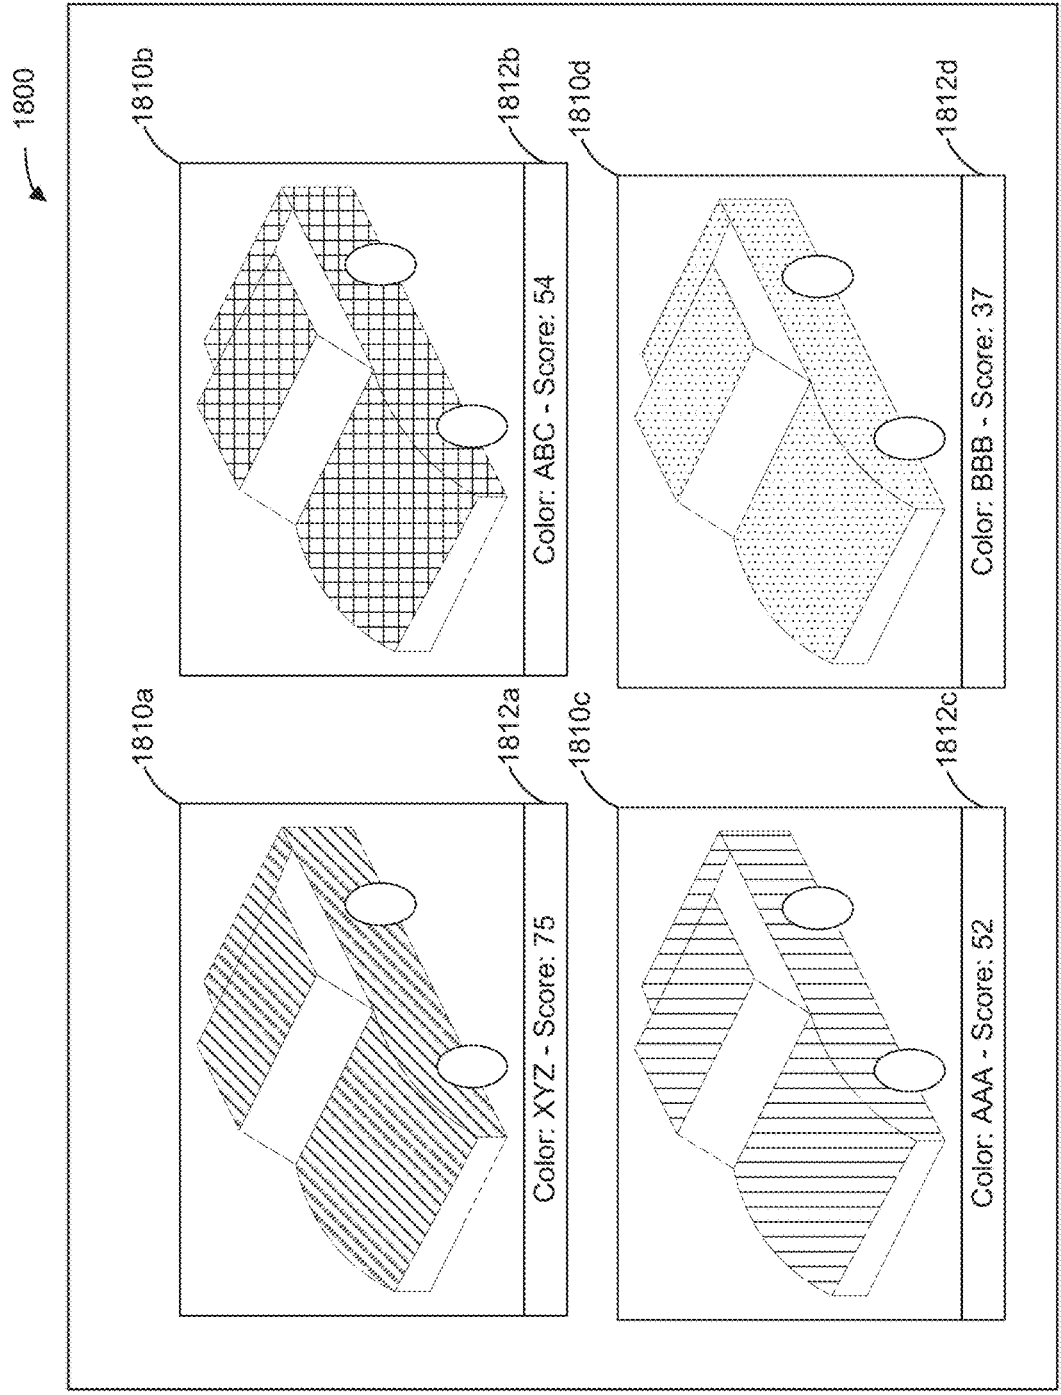 1800
1810a
1810b
Color: XYZ - Score: 75
Color: ABC - Score: 54
1812a
1812b
1810c
1810d
Color: AAA - Score: 52
Color: BBB - Score: 37
1812c
1812d